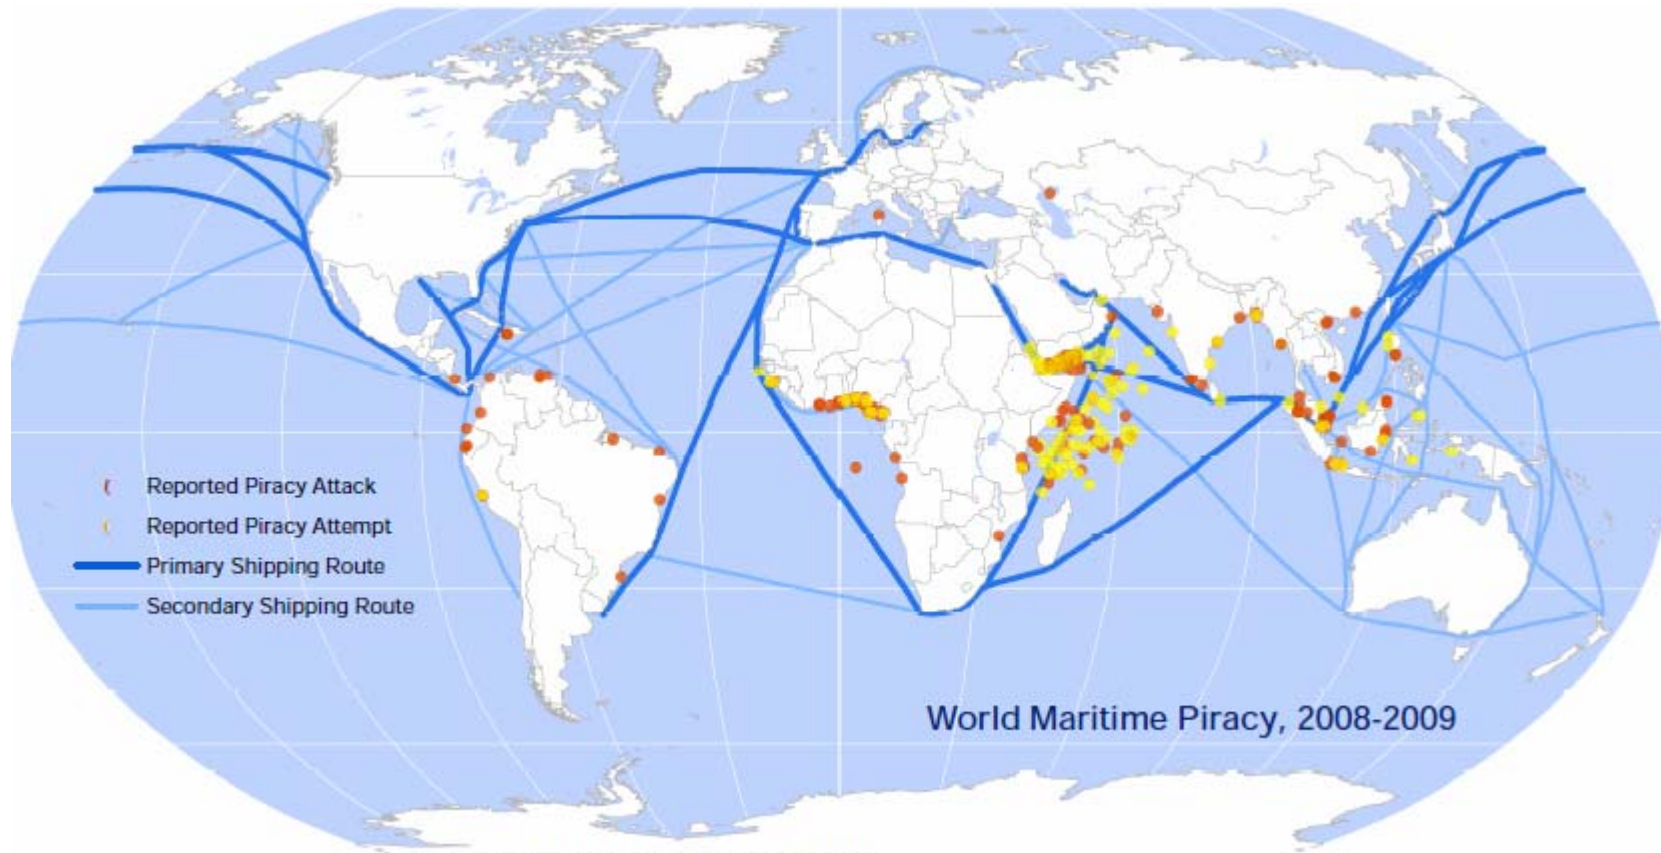 Reported Piracy Attack
Reported Piracy Attempt
Primary Shipping Route
Secondary Shipping Route
World Maritime Piracy, 2008-2009